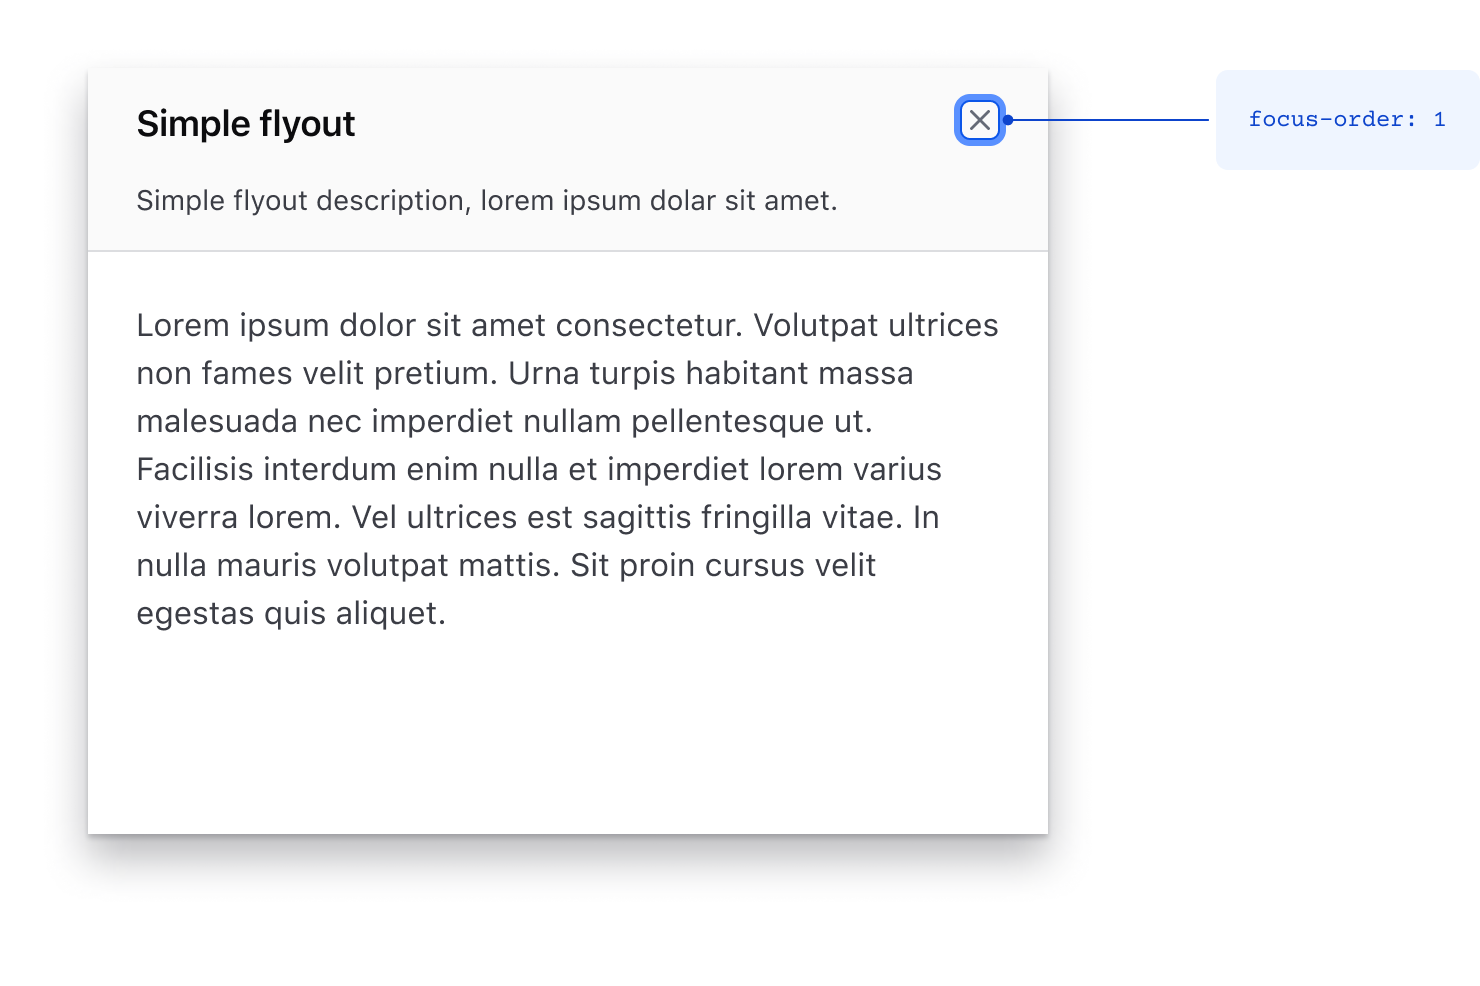 Simple flyout
focus-order: 1
Simple flyout description, lorem ipsum dolar sit amet.
Lorem ipsum dolor sit amet consectetur. Volutpat ultrices
non fames velit pretium. Urna turpis habitant massa
malesuada nec imperdiet nullam pellentesque ut.
Facilisis interdum enim nulla et imperdiet lorem varius
viverra lorem. Vel ultrices est sagittis fringilla vitae. In
nulla mauris volutpat mattis. Sit proin cursus velit
egestas quis aliquet.